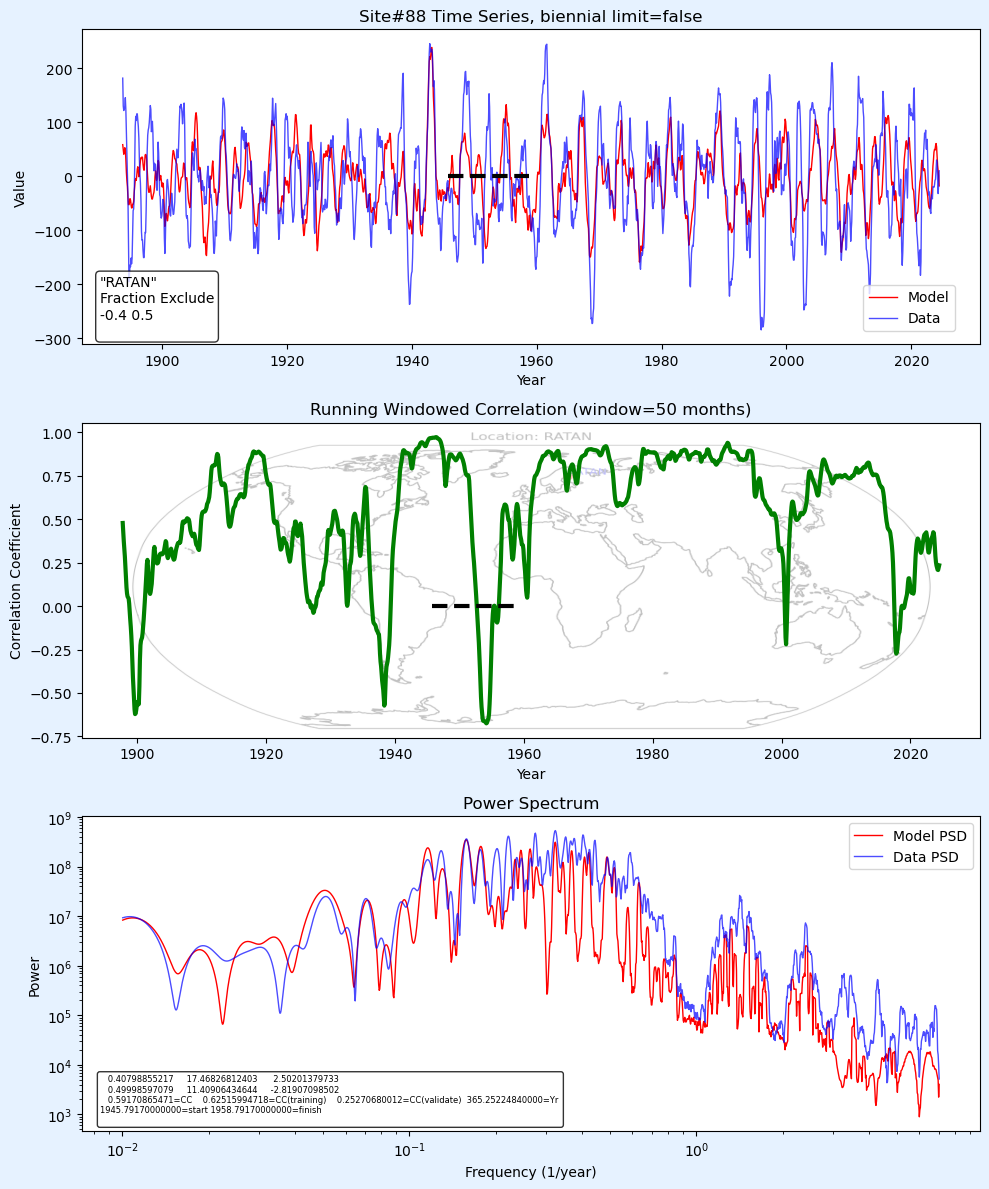 Site#88 Time Series, biennial limit=false
200
100
0
−100
−200
−300
Value
"RATAN"
Fraction Exclude
-0.4 0.5
Model
Data
1900 1920 1940 1960 1980 2000 2020
Year
Running Windowed Correlation (window=50 months)
Location: RATAN
1.00
0.75
0.50
0.25
0.00
−0.25
−0.50
−0.75
Correlation Coefficient
1900 1920 1940 1960 1980 2000 2020
Year
Power Spectrum
10⁹
10⁸
10⁷
10⁶
10⁵
10⁴
10³
Power
Model PSD
Data PSD
0.40798855217 17.46826812403 2.50201379733
0.49998597079 11.40906434644 -2.81907098502
0.59170865471=CC 0.62515994718=CC(training) 0.25270680012=CC(validate) 365.25224840000=Yr
1945.79170000000=start 1958.79170000000=finish
10⁻² 10⁻¹ 10⁰
Frequency (1/year)